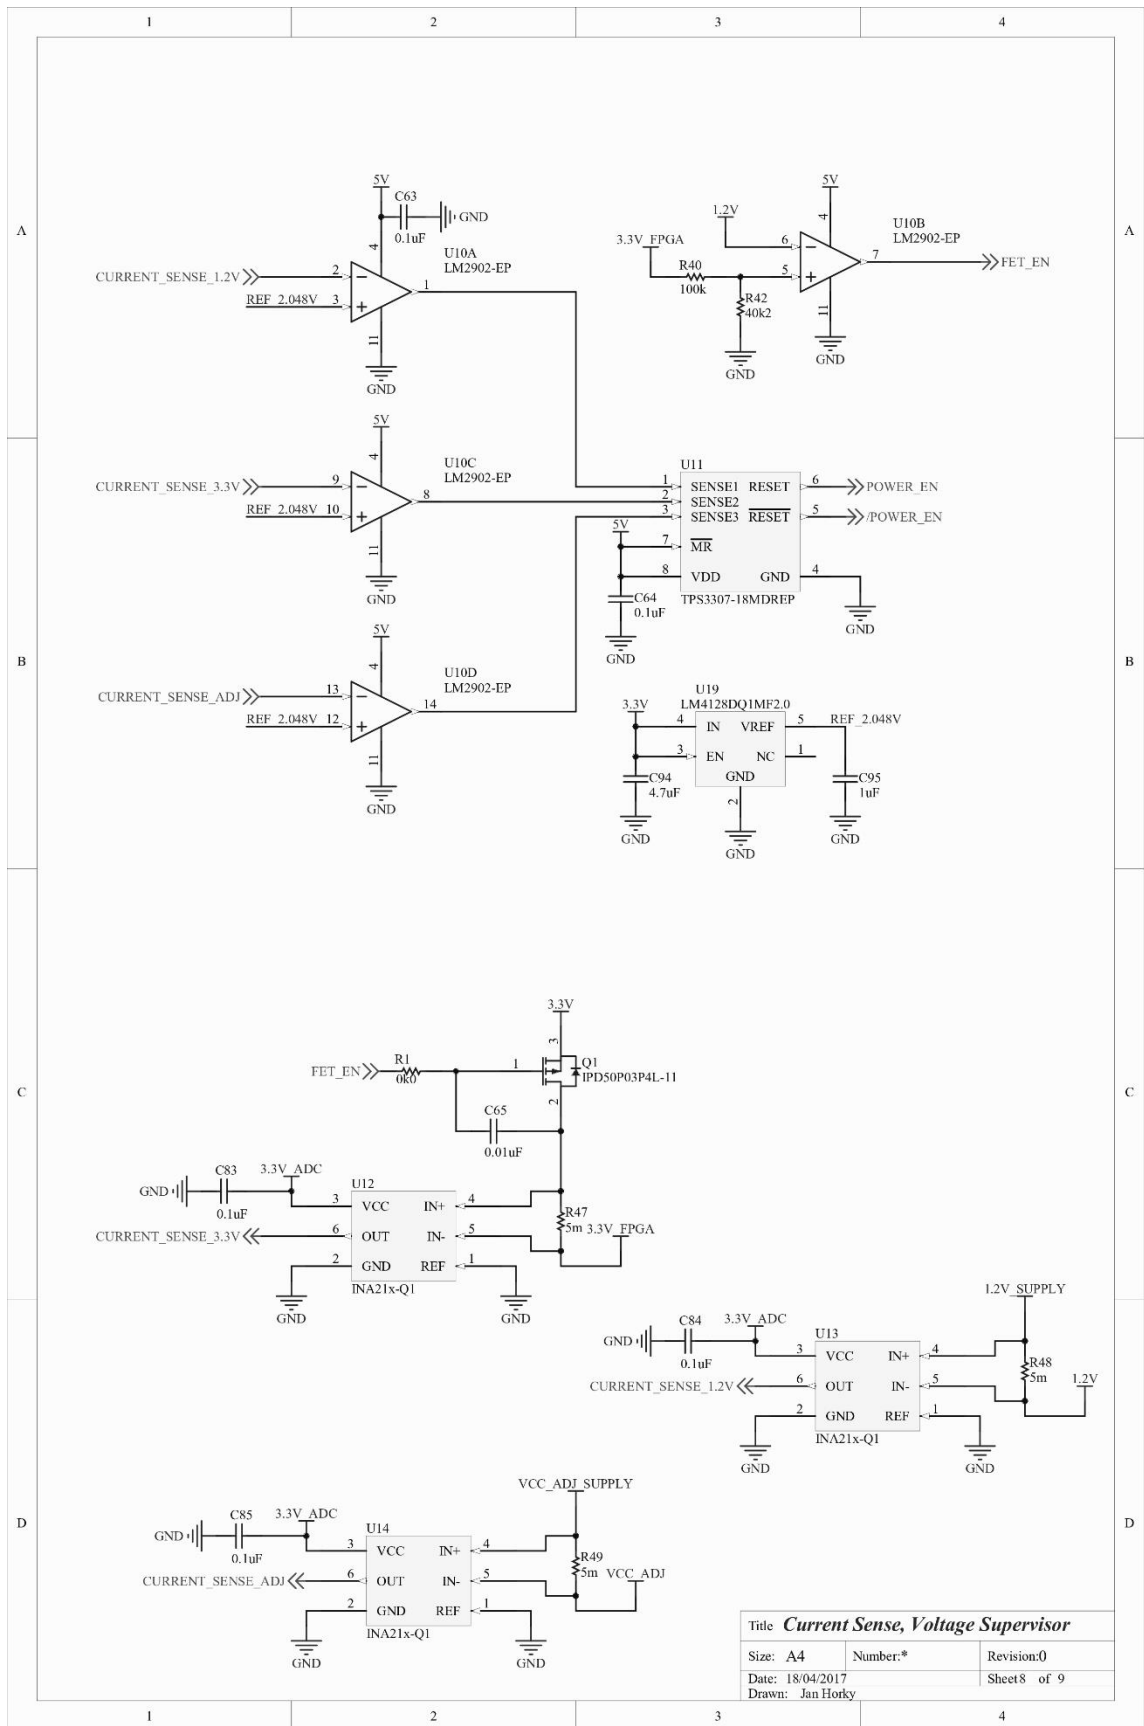 1 2 3 4
A A
5V
C63
GND
0.1uF
4
U10A
LM2902-EP
CURRENT_SENSE_1.2V 2
REF_2.048V 3
1
11
GND
5V
1.2V
4
U10B
LM2902-EP
3.3V_FPGA
6
R40
100k
5
7 FET_EN
R42
40k2
11
GND
GND
5V
4
U10C
LM2902-EP
CURRENT_SENSE_3.3V 9
REF_2.048V 10
8
11
GND
U11
1 SENSE1 RESET 6 POWER_EN
2 SENSE2
3 SENSE3 RESET 5 /POWER_EN
5V
7 MR
8 VDD GND 4
C64
0.1uF
TPS3307-18MDREP
GND
GND
B B
5V
4
U10D
LM2902-EP
CURRENT_SENSE_ADJ 13
REF_2.048V 12
14
11
GND
U19
LM4128DQ1MF2.0
3.3V
4 IN VREF 5 REF_2.048V
3 EN NC 1
GND
C94
4.7uF
C95
1uF
2
GND
GND
GND
C C
3.3V
3
FET_EN
R1
0k0
1
Q1
IPD50P03P4L-11
2
C65
0.01uF
C83
3.3V_ADC
GND
0.1uF
U12
3 VCC IN+ 4
CURRENT_SENSE_3.3V 6 OUT IN- 5
2 GND REF 1
INA21x-Q1
R47
5m
3.3V_FPGA
GND
GND
1.2V_SUPPLY
C84
3.3V_ADC
GND
0.1uF
U13
3 VCC IN+ 4
CURRENT_SENSE_1.2V 6 OUT IN- 5
2 GND REF 1
INA21x-Q1
R48
5m
1.2V
GND
GND
D D
VCC_ADJ_SUPPLY
C85
3.3V_ADC
GND
0.1uF
U14
3 VCC IN+ 4
CURRENT_SENSE_ADJ 6 OUT IN- 5
2 GND REF 1
INA21x-Q1
R49
5m
VCC_ADJ
GND
GND
Title Current Sense, Voltage Supervisor
Size: A4 Number:* Revision:0
Date: 18/04/2017 Sheet8 of 9
Drawn: Jan Horky
1 2 3 4